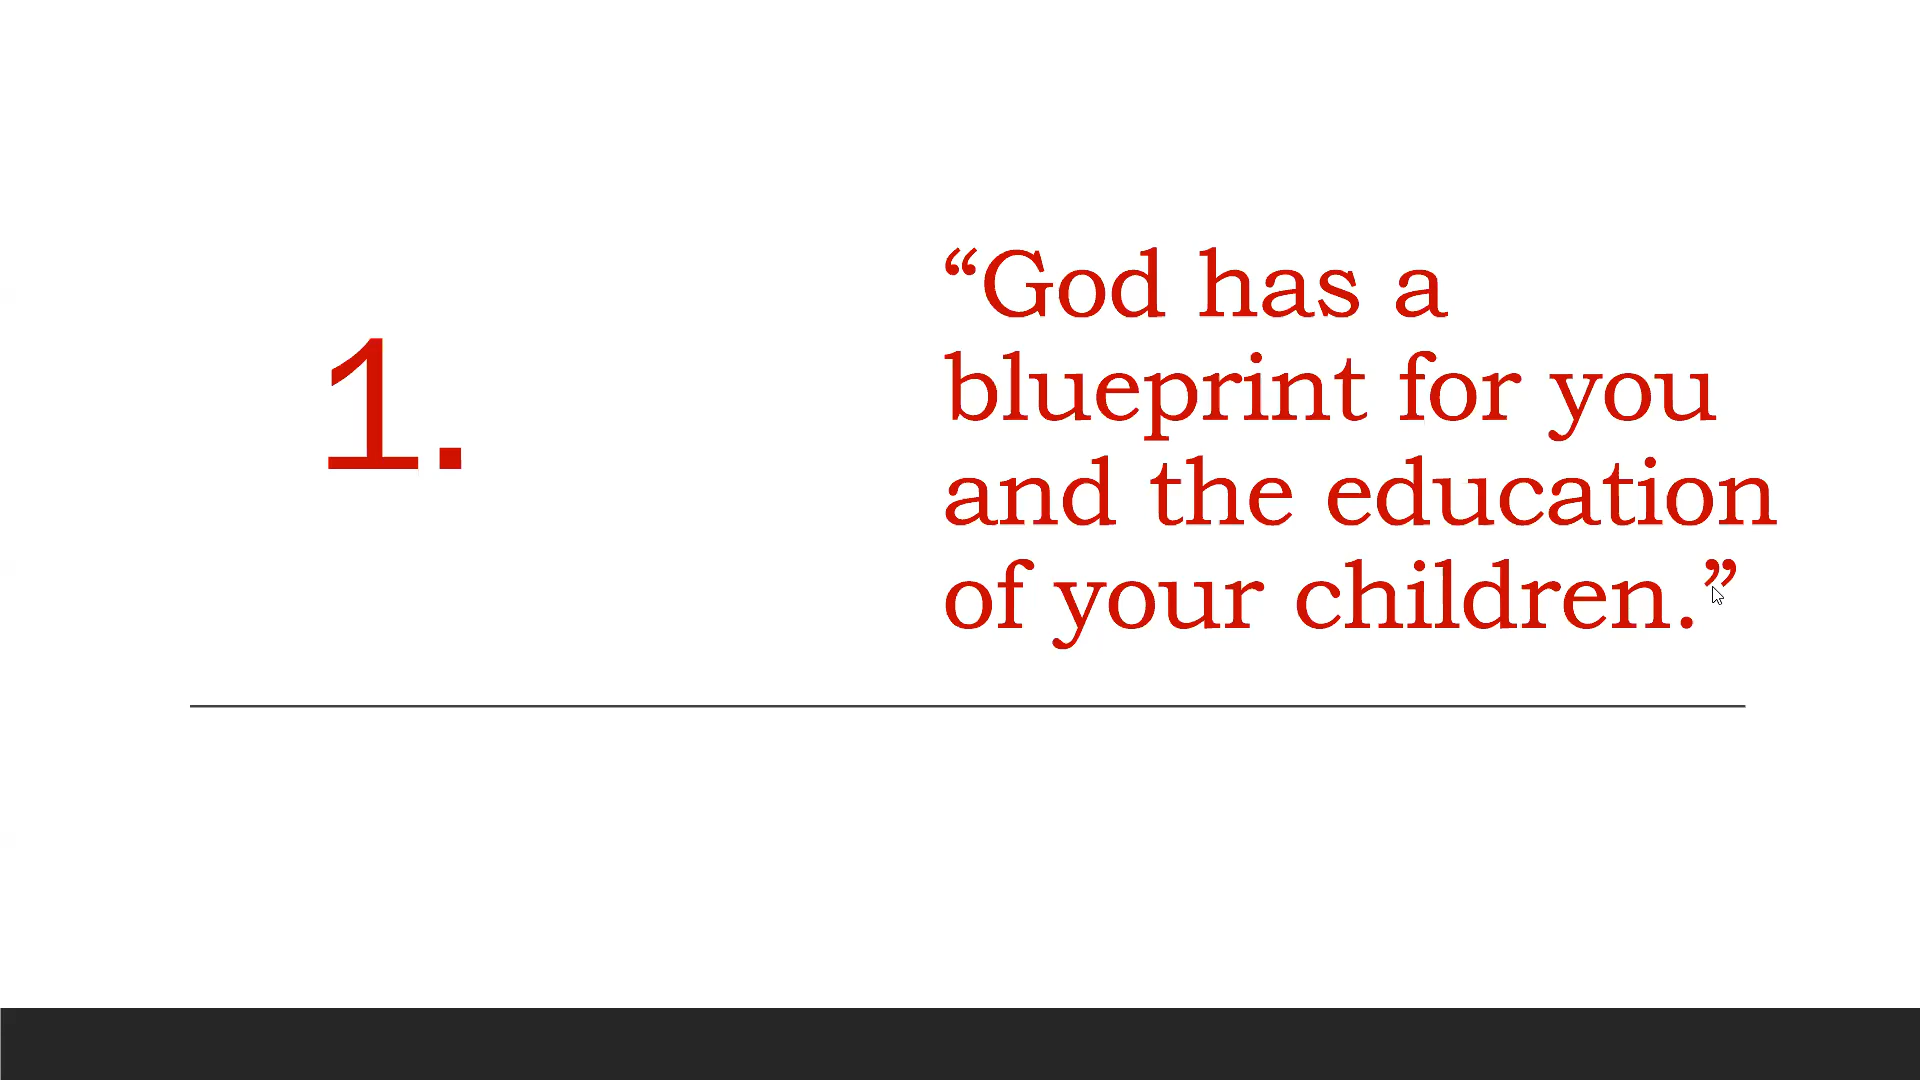 1.
“God has a
blueprint for you
and the education
of your children.”